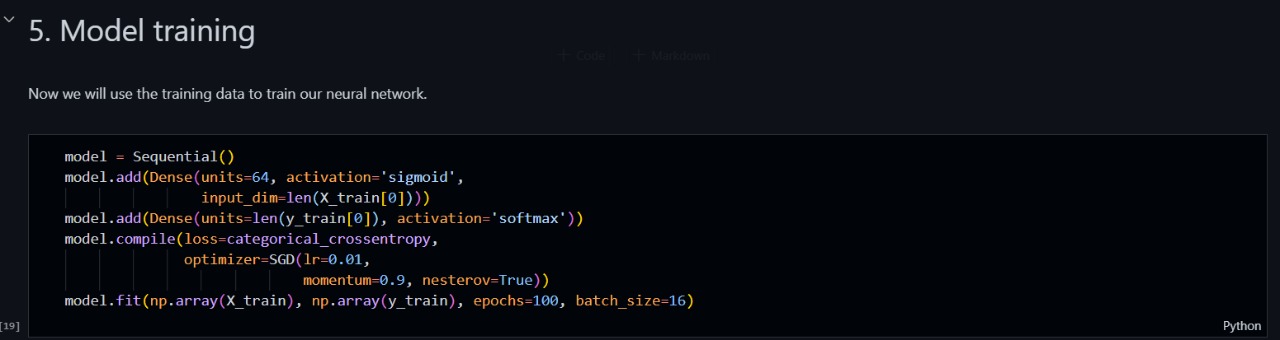 5. Model training
+ Code + Markdown
Now we will use the training data to train our neural network.
model = Sequential()
model.add(Dense(units=64, activation='sigmoid',
input_dim=len(X_train[0])))
model.add(Dense(units=len(y_train[0]), activation='softmax'))
model.compile(loss=categorical_crossentropy,
optimizer=SGD(lr=0.01,
momentum=0.9, nesterov=True))
model.fit(np.array(X_train), np.array(y_train), epochs=100, batch_size=16)
[19]
Python